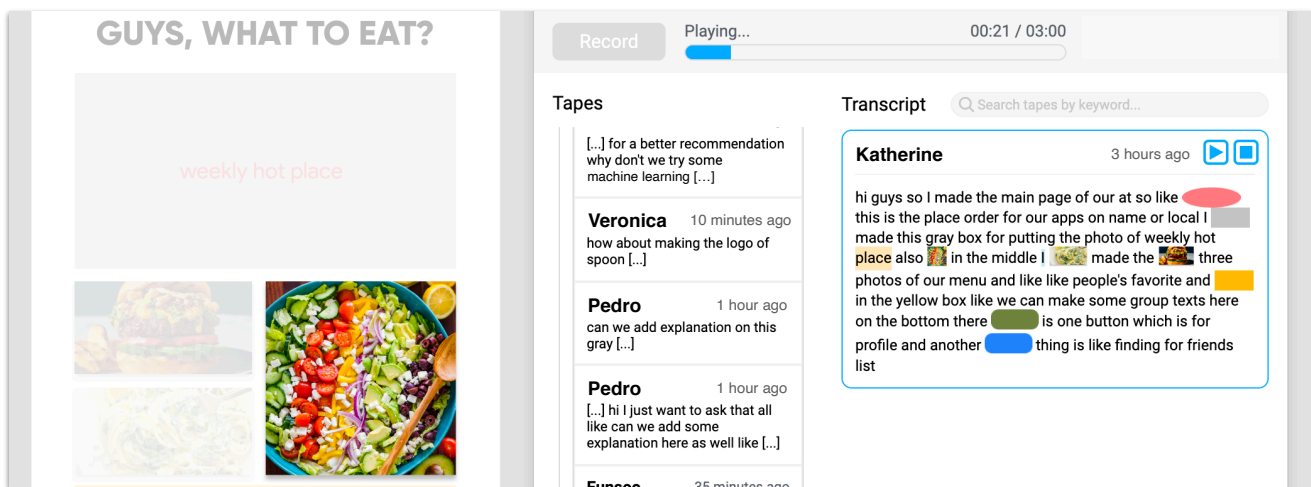 GUYS, WHAT TO EAT?
weekly hot place
Record
Playing...
00:21 / 03:00
Tapes
[...] for a better recommendation
why don't we try some
machine learning [...]
Veronica 10 minutes ago
how about making the logo of
spoon [...]
Pedro 1 hour ago
can we add explanation on this
gray [...]
Pedro 1 hour ago
[...] hi I just want to ask that all
like can we add some
explanation here as well like [...]
Eunseo 35 minutes ago
Transcript
Search tapes by keyword...
Katherine 3 hours ago
hi guys so I made the main page of our at so like
this is the place order for our apps on name or local I
made this gray box for putting the photo of weekly hot
place also in the middle I made the three
photos of our menu and like like people's favorite and
in the yellow box like we can make some group texts here
on the bottom there is one button which is for
profile and another thing is like finding for friends
list